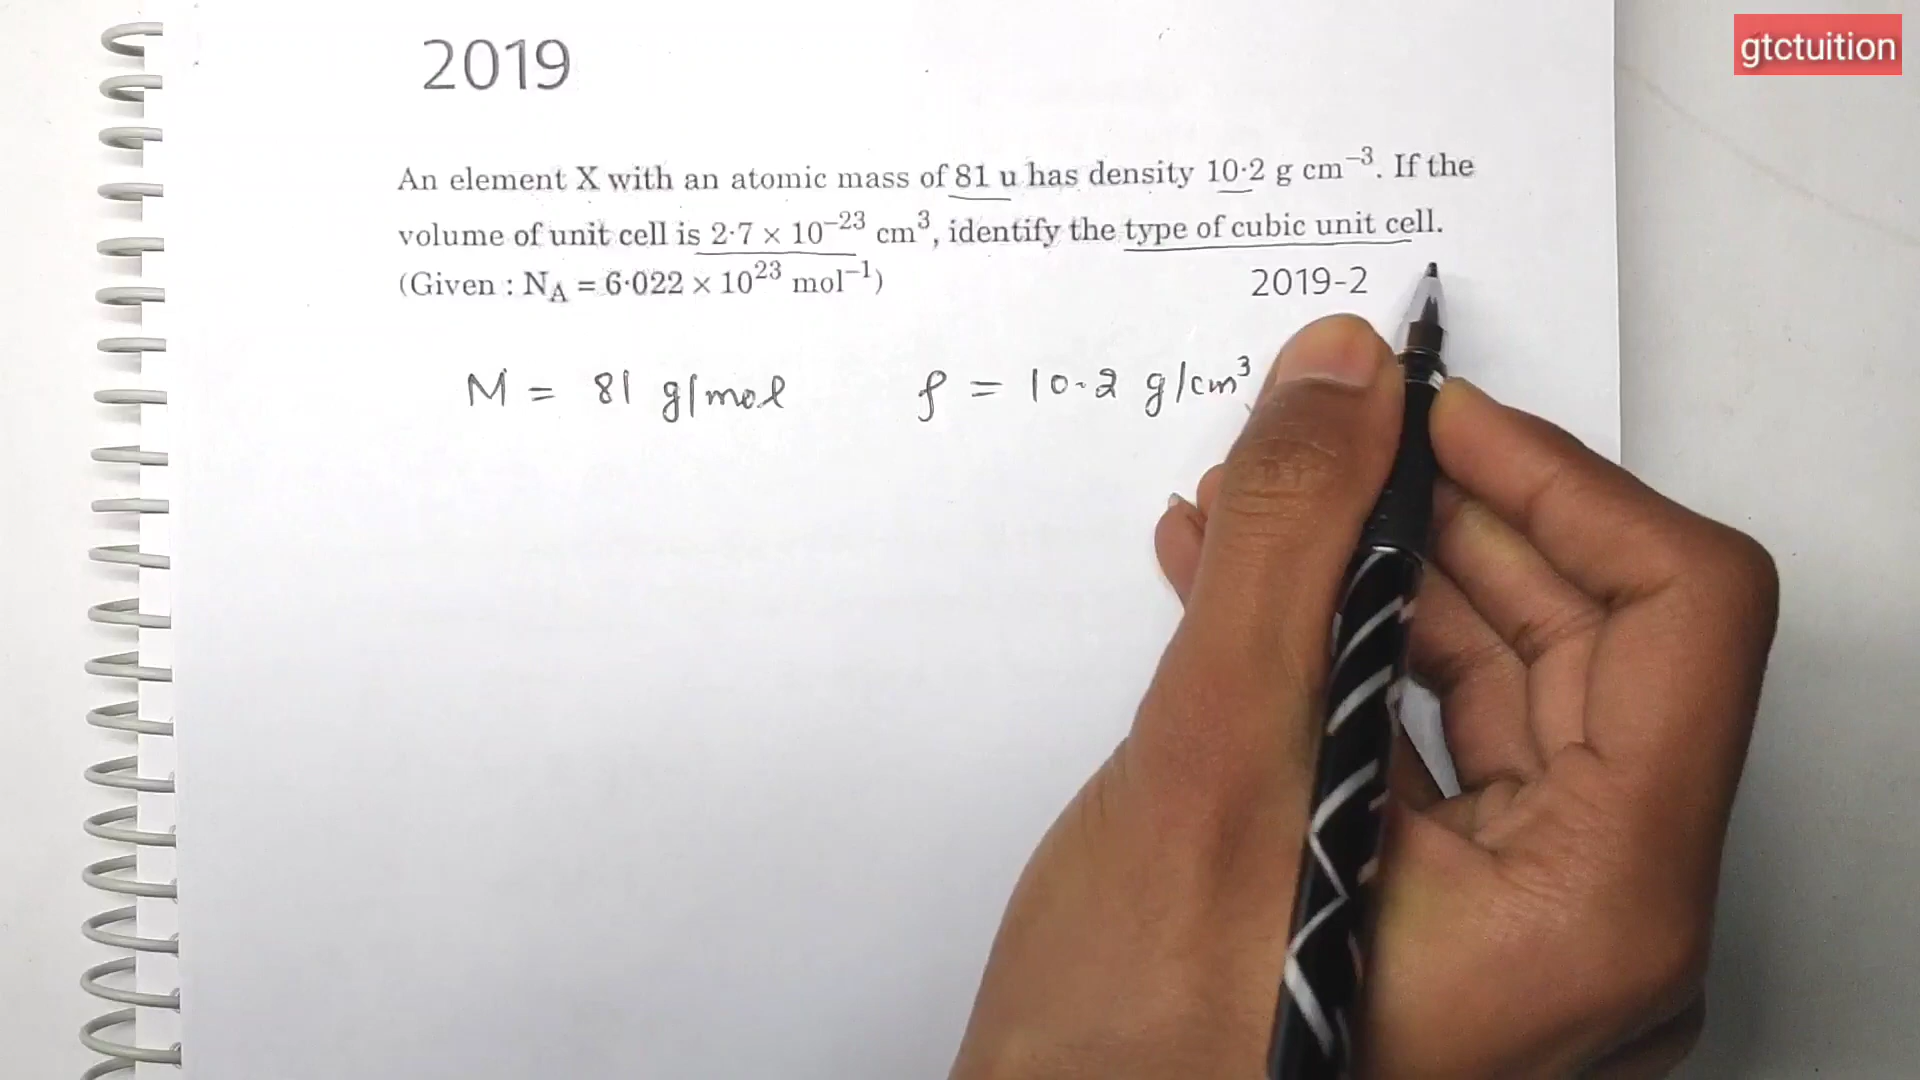 gtctuition
2019
An element X with an atomic mass of 81 u has density 10·2 g cm⁻³. If the
volume of unit cell is 2·7 × 10⁻²³ cm³, identify the type of cubic unit cell.
(Given : N_A = 6·022 × 10²³ mol⁻¹)
2019-2
M = 81 g/mol ρ = 10.2 g/cm³